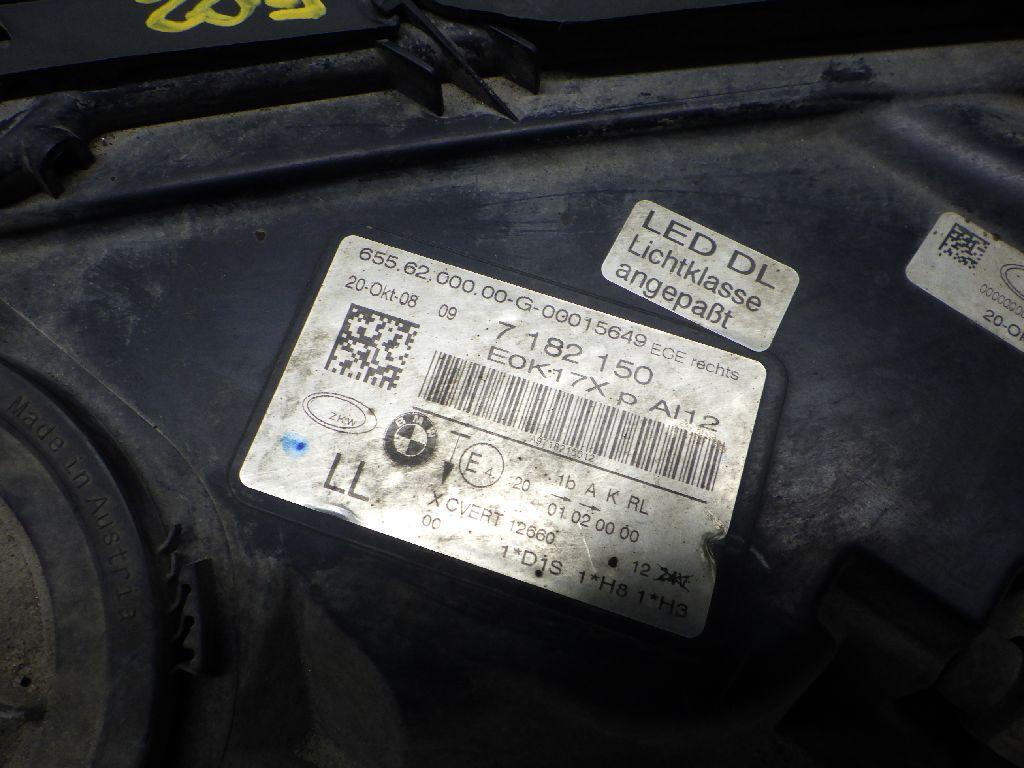 LED DL
Lichtklasse
angepaßt
655.62.000.00-G-00015649 ECE rechts
20-Okt-08 09 7 182 150
E0K17X p AI12
ZKW
BMW
LL
E4
20 1b A K RL
01 02 00 00
X CVERT 12660
00
12
1*D1S 1*H8 1*H3
Made in Austria